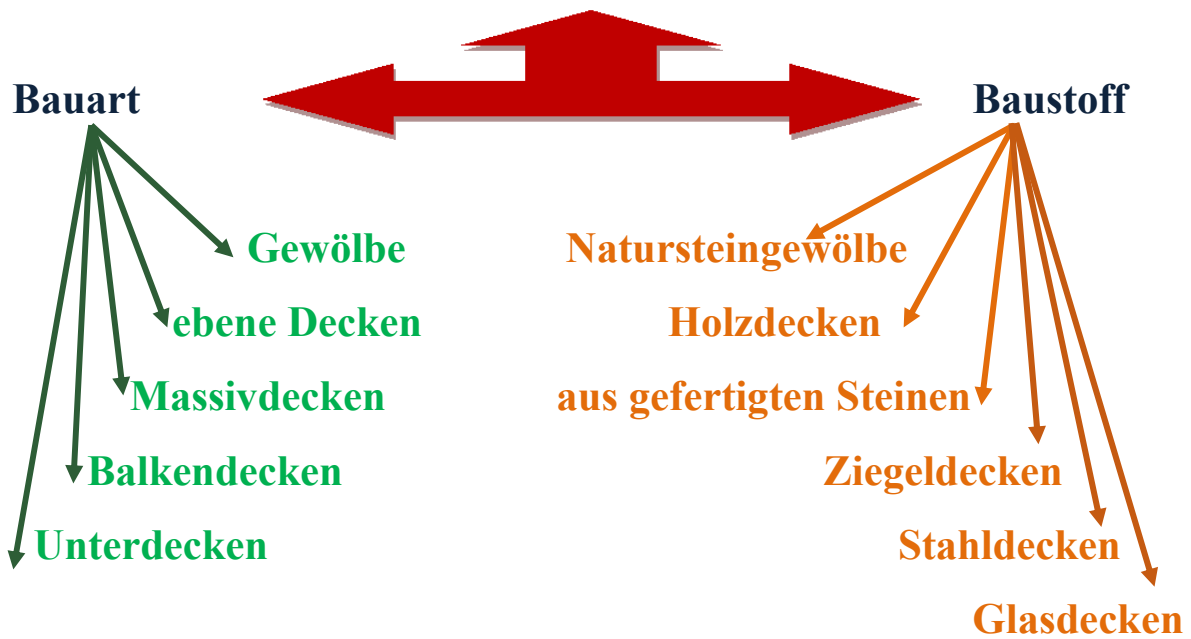 Bauart
Baustoff
Gewölbe
ebene Decken
Massivdecken
Balkendecken
Unterdecken
Natursteingewölbe
Holzdecken
aus gefertigten Steinen
Ziegeldecken
Stahldecken
Glasdecken